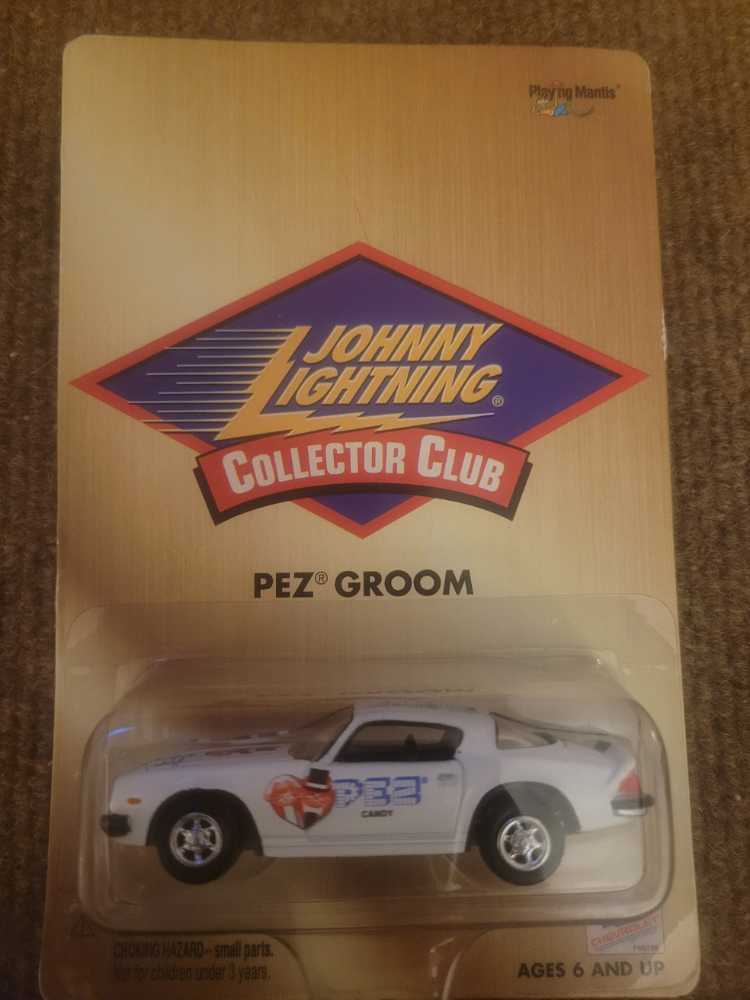 Playing Mantis®
JOHNNY
LIGHTNING®
COLLECTOR CLUB
PEZ® GROOM
PEZ®
CANDY
CHOKING HAZARD-- small parts.
Not for children under 3 years.
CHEVROLET
AGES 6 AND UP